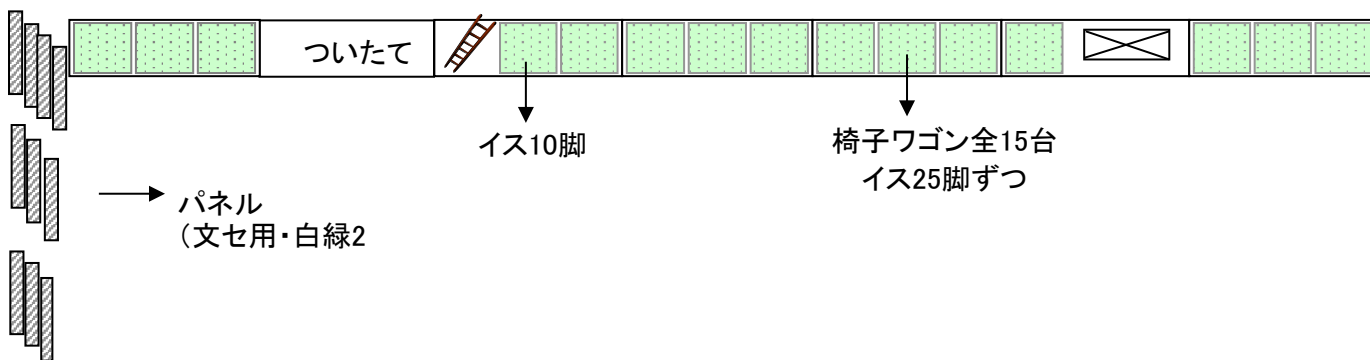 ついたて
イス10脚
椅子ワゴン全15台
イス25脚ずつ
パネル
(文セ用・白緑2